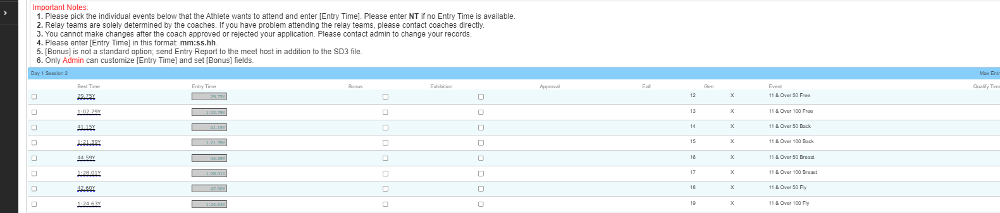 Important Notes:
1. Please pick the individual events below that the Athlete wants to attend and enter [Entry Time]. Please enter NT if no Entry Time is available.
2. Relay teams are solely determined by the coaches. If you have problem attending the relay teams, please contact coaches directly.
3. You cannot make changes after the coach approved or rejected your application. Please contact admin to change your records.
4. Please enter [Entry Time] in this format: mm:ss.hh.
5. [Bonus] is not a standard option; send Entry Report to the meet host in addition to the SD3 file.
6. Only Admin can customize [Entry Time] and set [Bonus] fields.
Day 1 Session 2 Max Entr
Best Time Entry Time Bonus Exhibition Approval Ev# Gen Event Qualify Time
29.75Y 29.75Y 12 X 11 & Over 50 Free
1:02.79Y 1:02.79Y 13 X 11 & Over 100 Free
41.15Y 41.15Y 14 X 11 & Over 50 Back
1:21.39Y 1:21.39Y 15 X 11 & Over 100 Back
44.59Y 44.59Y 16 X 11 & Over 50 Breast
1:28.01Y 1:28.01Y 17 X 11 & Over 100 Breast
42.60Y 42.60Y 18 X 11 & Over 50 Fly
1:24.63Y 1:24.63Y 19 X 11 & Over 100 Fly